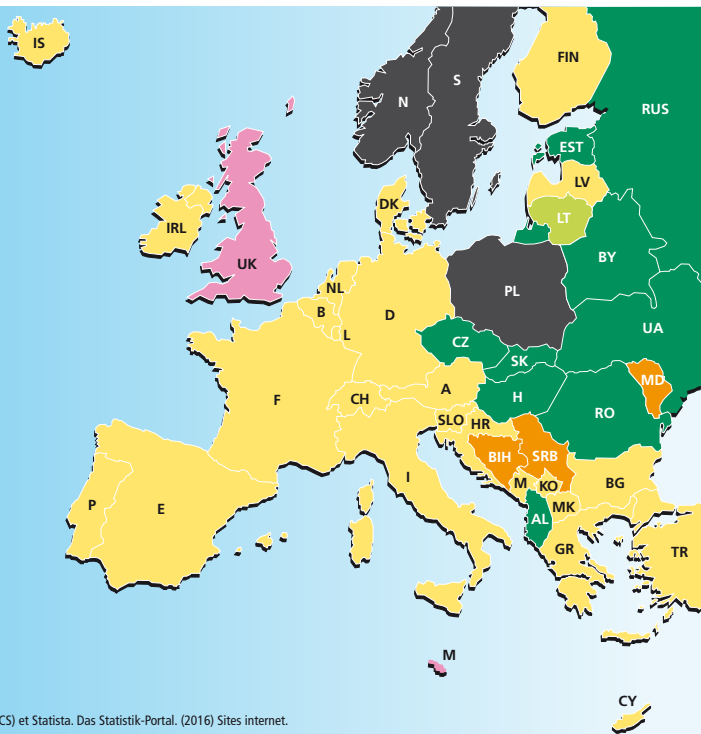 IS
FIN
N
S
RUS
EST
LV
DK
LT
IRL
UK
BY
NL
B
D
PL
L
UA
CZ
SK
MD
A
H
F
CH
RO
SLO
HR
BIH
SRB
M
KO
BG
I
P
E
MK
AL
GR
TR
M
CY
CS) et Statista. Das Statistik-Portal. (2016) Sites internet.